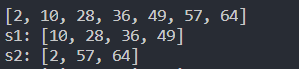 [2, 10, 28, 36, 49, 57, 64]
s1: [10, 28, 36, 49]
s2: [2, 57, 64]